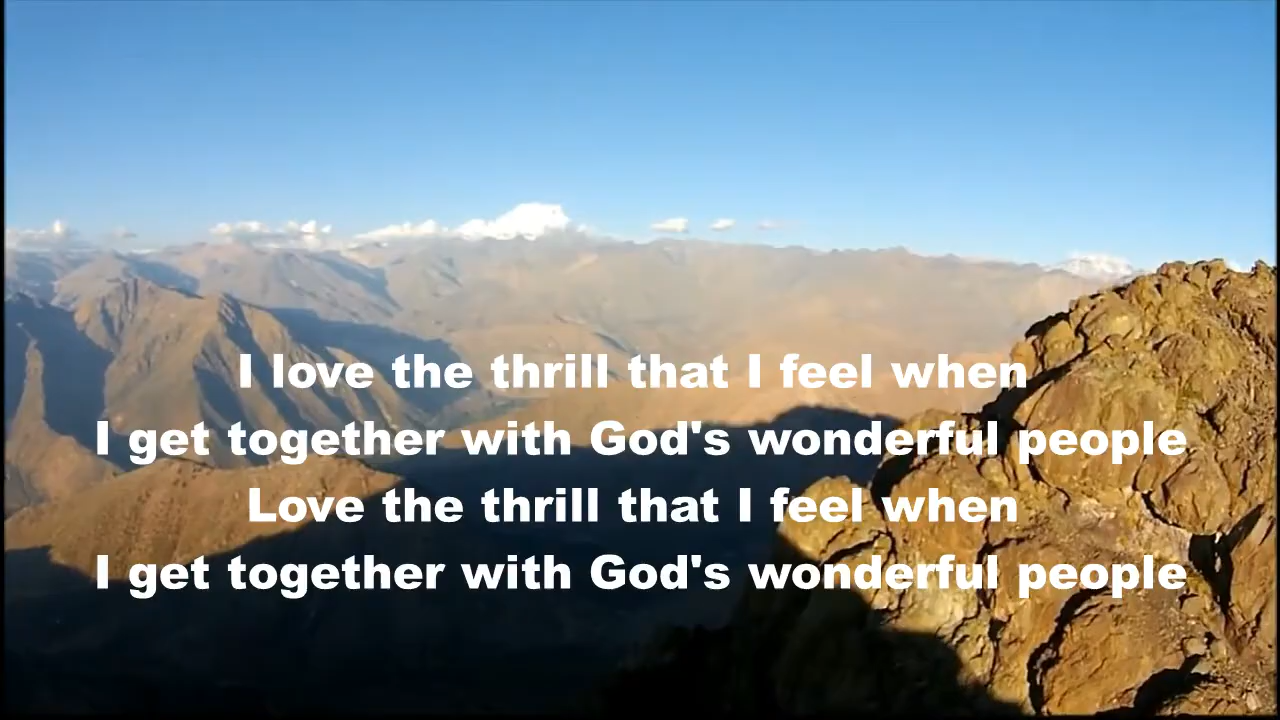 I love the thrill that I feel when
I get together with God's wonderful people
Love the thrill that I feel when
I get together with God's wonderful people